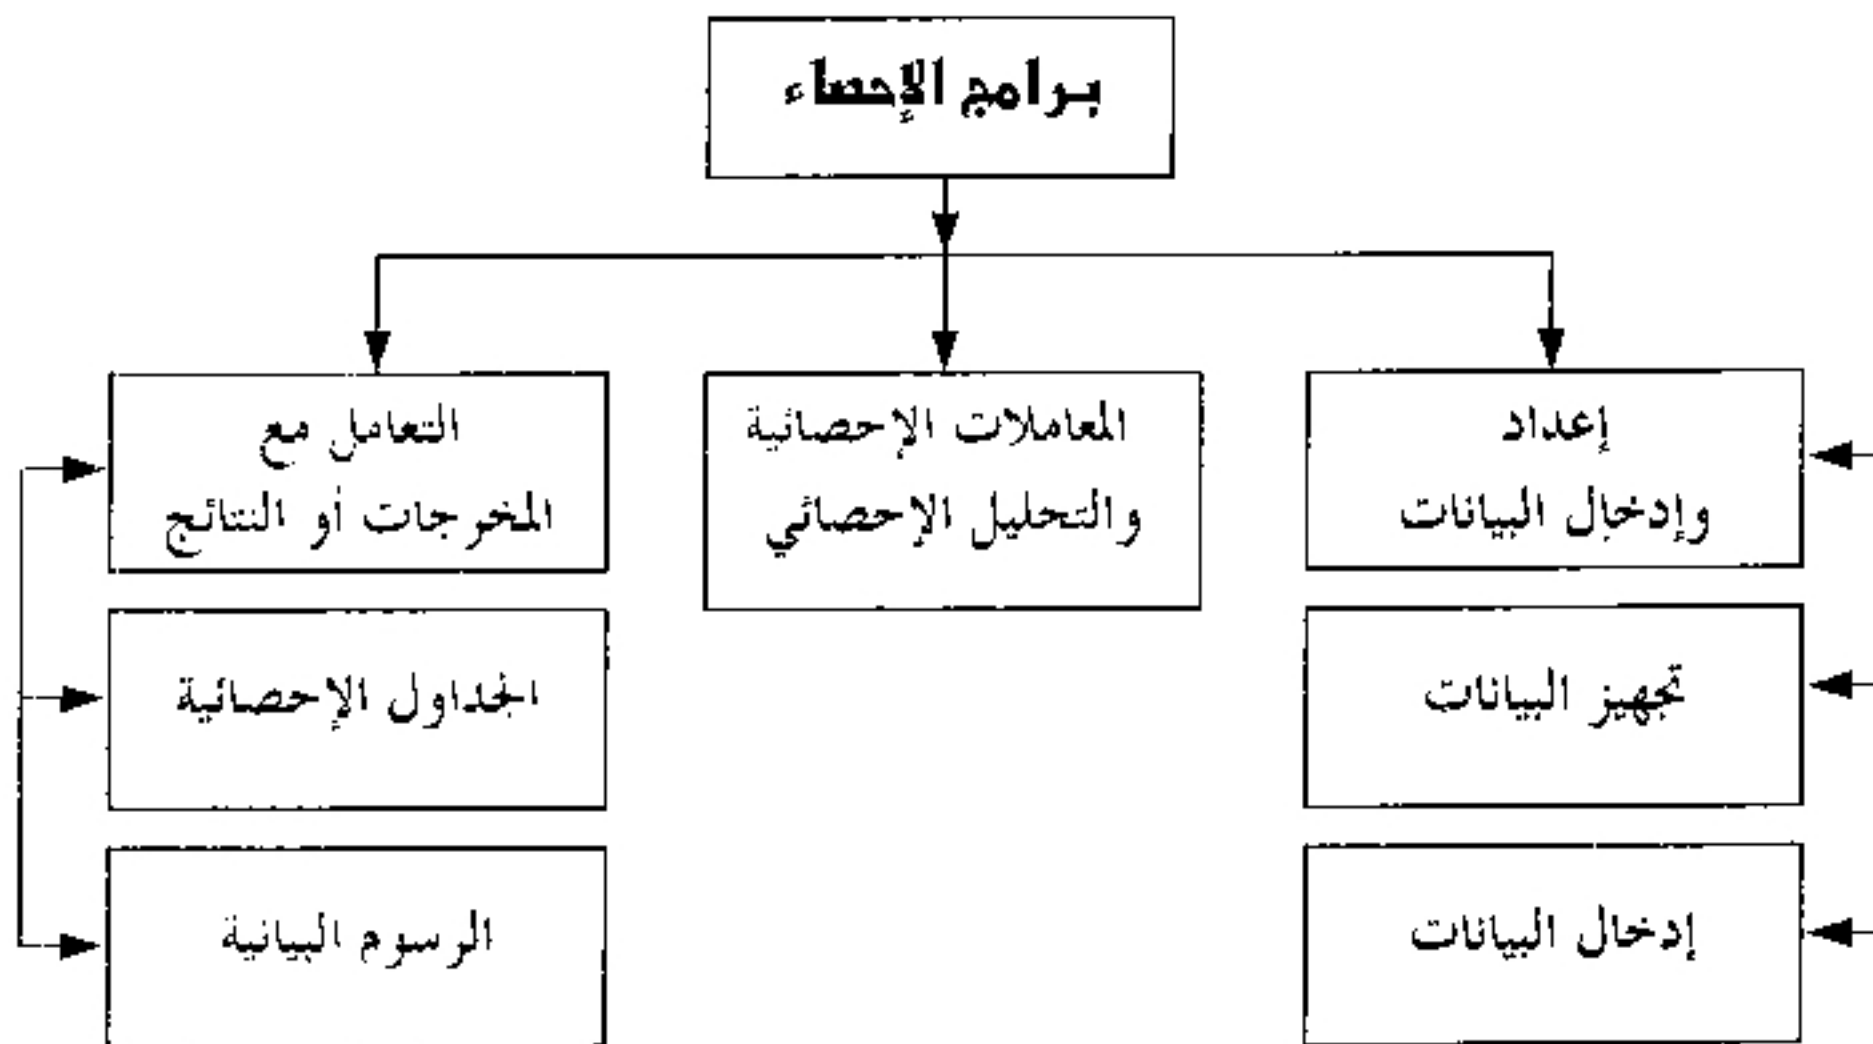 برامج الإحصاء
إعداد
وإدخال البيانات
المعاملات الإحصائية
والتحليل الإحصائي
التعامل مع
المخرجات أو النتائج
تجهيز البيانات
الجداول الإحصائية
إدخال البيانات
الرسوم البيانية